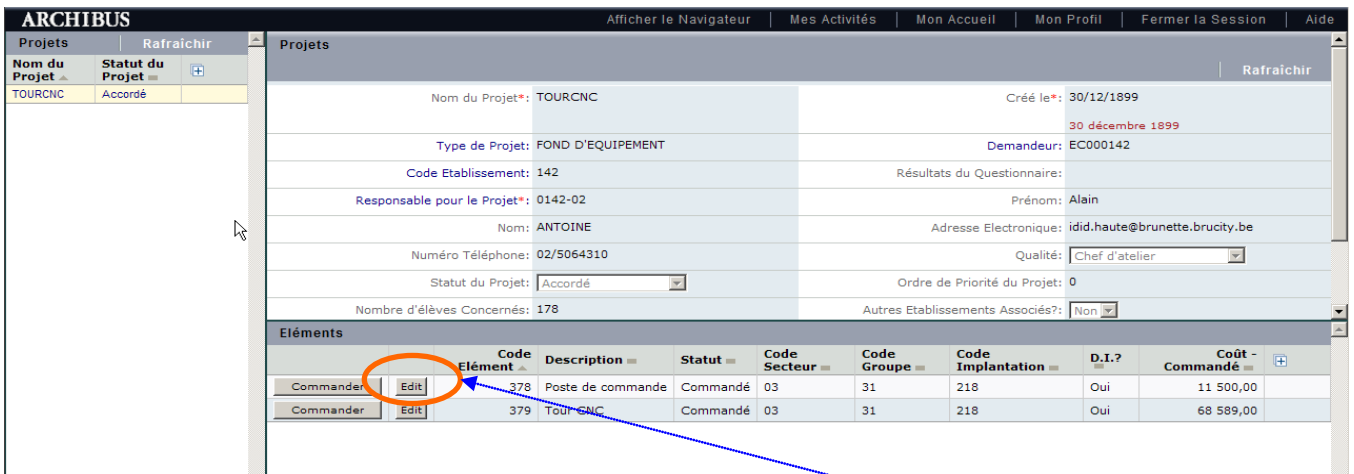 ARCHIBUS
Afficher le Navigateur | Mes Activités | Mon Accueil | Mon Profil | Fermer la Session | Aide
Projets | Rafraîchir
Nom du Projet Statut du Projet
TOURCNC Accordé
Projets
Rafraîchir
Nom du Projet*: TOURCNC Créé le*: 30/12/1899
30 décembre 1899
Type de Projet: FOND D'EQUIPEMENT Demandeur: EC000142
Code Etablissement: 142 Résultats du Questionnaire:
Responsable pour le Projet*: 0142-02 Prénom: Alain
Nom: ANTOINE Adresse Electronique: idid.haute@brunette.brucity.be
Numéro Téléphone: 02/5064310 Qualité: Chef d'atelier
Statut du Projet: Accordé Ordre de Priorité du Projet: 0
Nombre d'élèves Concernés: 178 Autres Etablissements Associés?: Non
Eléments
Code Elément Description Statut Code Secteur Code Groupe Code Implantation D.I.? Coût - Commandé
Commander Edit 378 Poste de commande Commandé 03 31 218 Oui 11 500,00
Commander Edit 379 Tour CNC Commandé 03 31 218 Oui 68 589,00